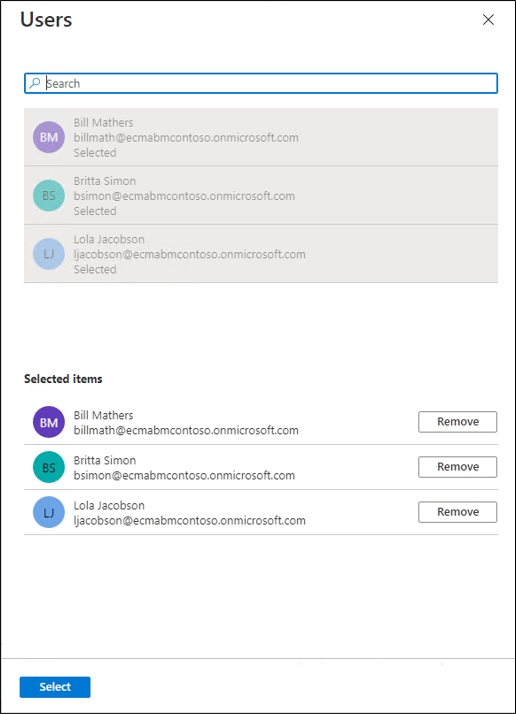 Users
Search
BM
Bill Mathers
billmath@ecmabmcontoso.onmicrosoft.com
Selected
BS
Britta Simon
bsimon@ecmabmcontoso.onmicrosoft.com
Selected
LJ
Lola Jacobson
ljacobson@ecmabmcontoso.onmicrosoft.com
Selected
Selected items
BM
Bill Mathers
billmath@ecmabmcontoso.onmicrosoft.com
Remove
BS
Britta Simon
bsimon@ecmabmcontoso.onmicrosoft.com
Remove
LJ
Lola Jacobson
ljacobson@ecmabmcontoso.onmicrosoft.com
Remove
Select